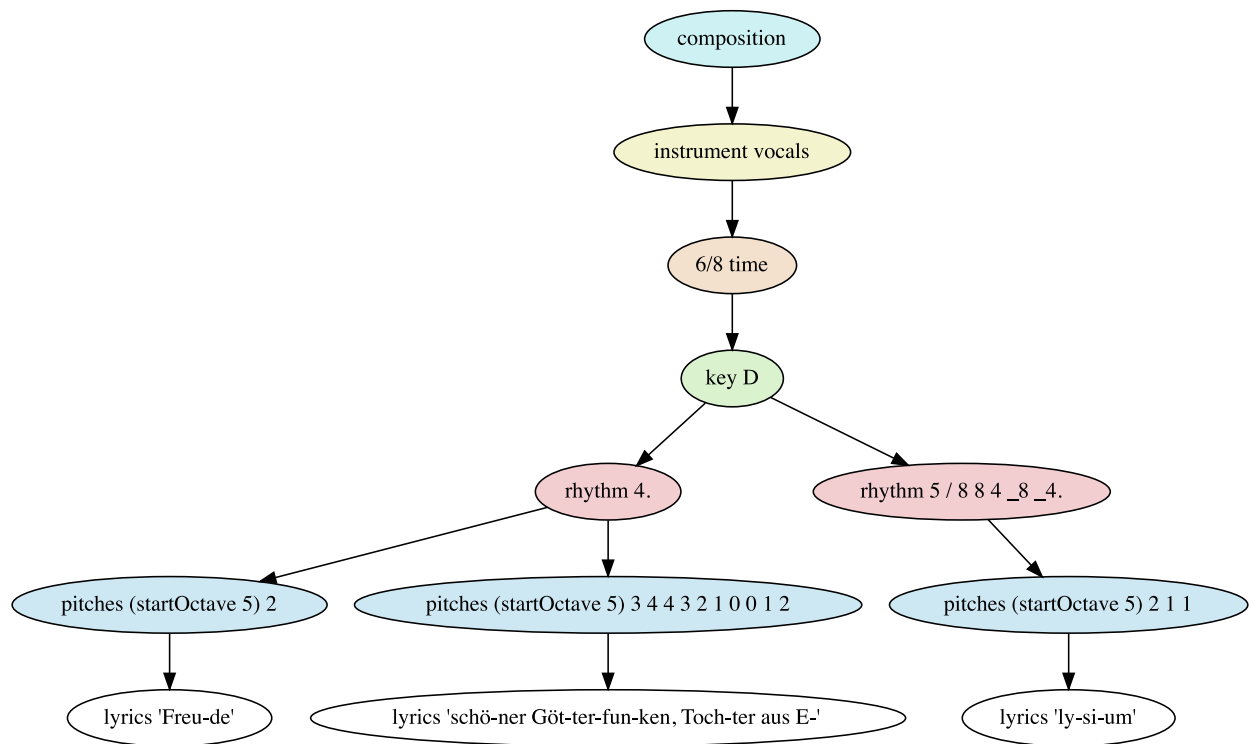 composition
instrument vocals
6/8 time
key D
rhythm 4.
rhythm 5 / 8 8 4 _8 _4.
pitches (startOctave 5) 2
pitches (startOctave 5) 3 4 4 3 2 1 0 0 1 2
pitches (startOctave 5) 2 1 1
lyrics 'Freu-de'
lyrics 'schö-ner Göt-ter-fun-ken, Toch-ter aus E-'
lyrics 'ly-si-um'